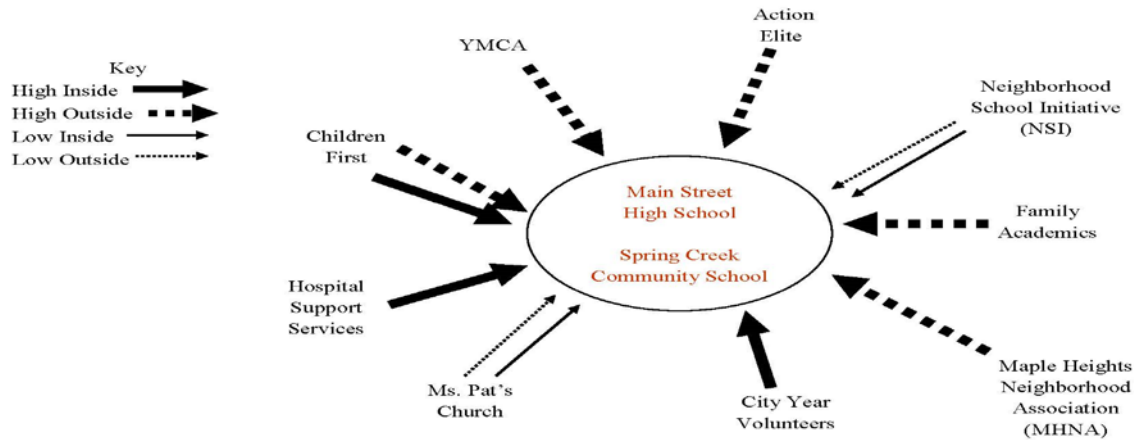 Key
High Inside
High Outside
Low Inside
Low Outside
YMCA
Action
Elite
Neighborhood
School Initiative
(NSI)
Children
First
Main Street
High School
Spring Creek
Community School
Family
Academics
Hospital
Support
Services
Ms. Pat's
Church
City Year
Volunteers
Maple Heights
Neighborhood
Association
(MHNA)